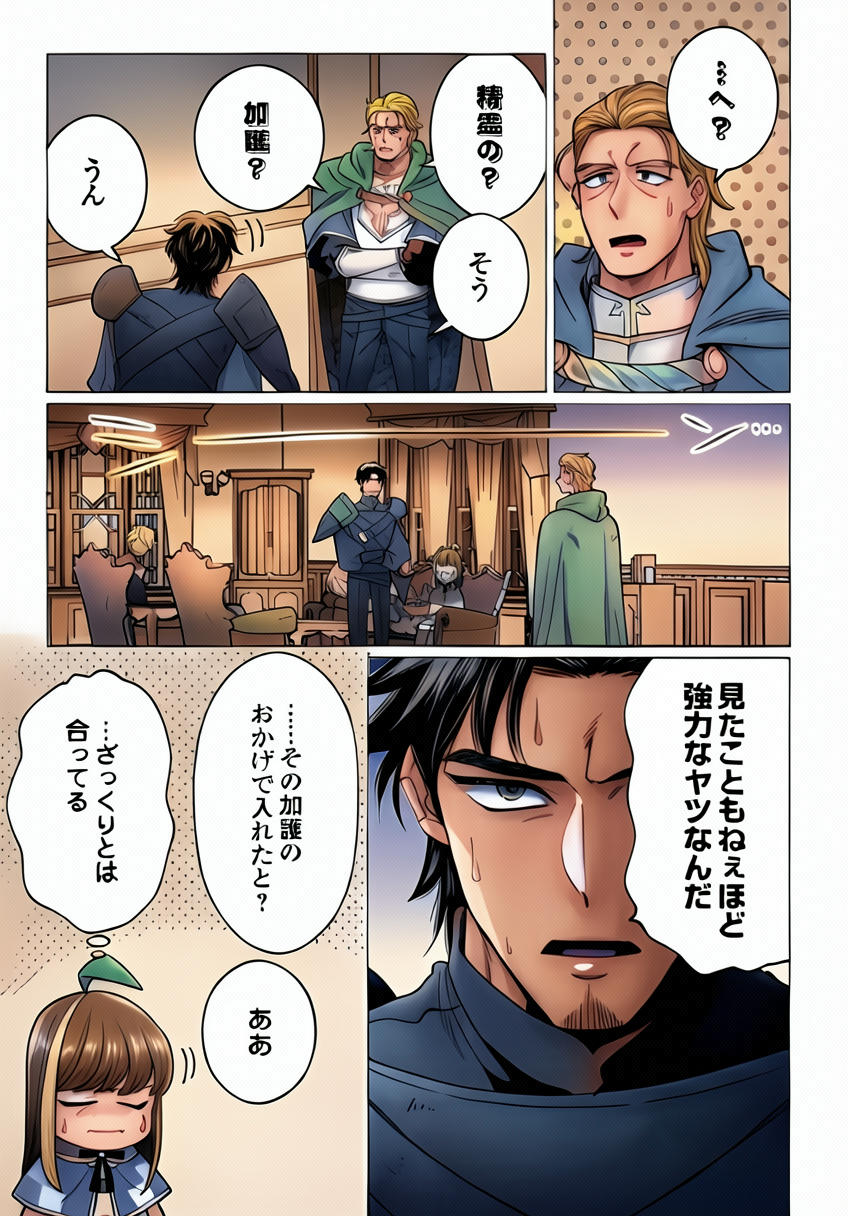 …へ？
精霊の？
そう
加護？
うん
シ…
見たこともねぇほど
強力なヤツなんだ
……その加護の
おかげで入れたと？
ああ
…ざっくりとは
合ってる